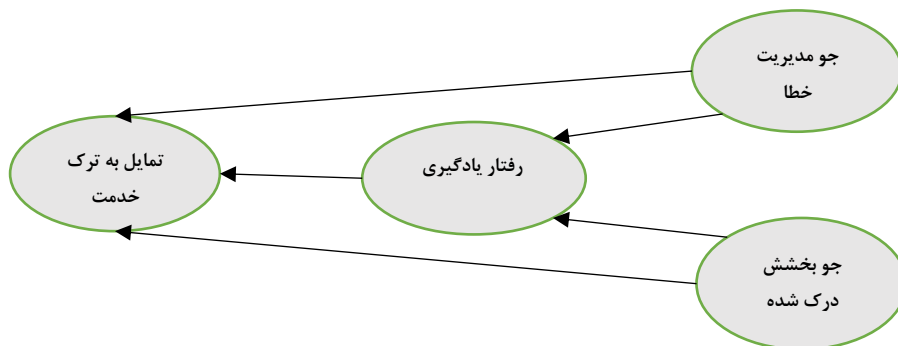 جو مدیریت
خطا
رفتار یادگیری
تمایل به ترک
خدمت
جو بخشش
درک شده